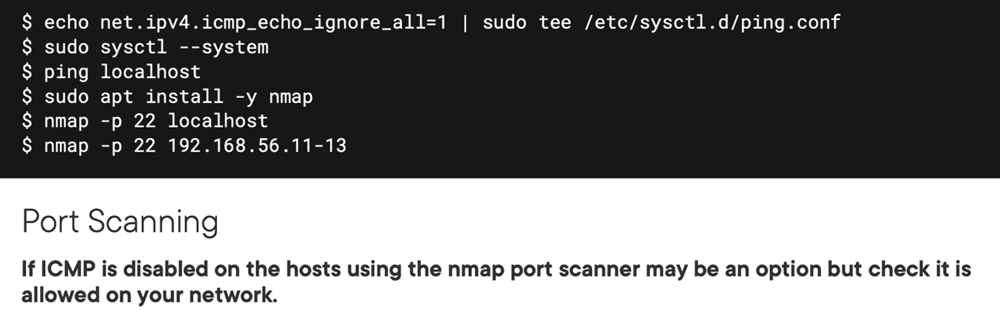 $ echo net.ipv4.icmp_echo_ignore_all=1 | sudo tee /etc/sysctl.d/ping.conf
$ sudo sysctl --system
$ ping localhost
$ sudo apt install -y nmap
$ nmap -p 22 localhost
$ nmap -p 22 192.168.56.11-13
Port Scanning
If ICMP is disabled on the hosts using the nmap port scanner may be an option but check it is
allowed on your network.